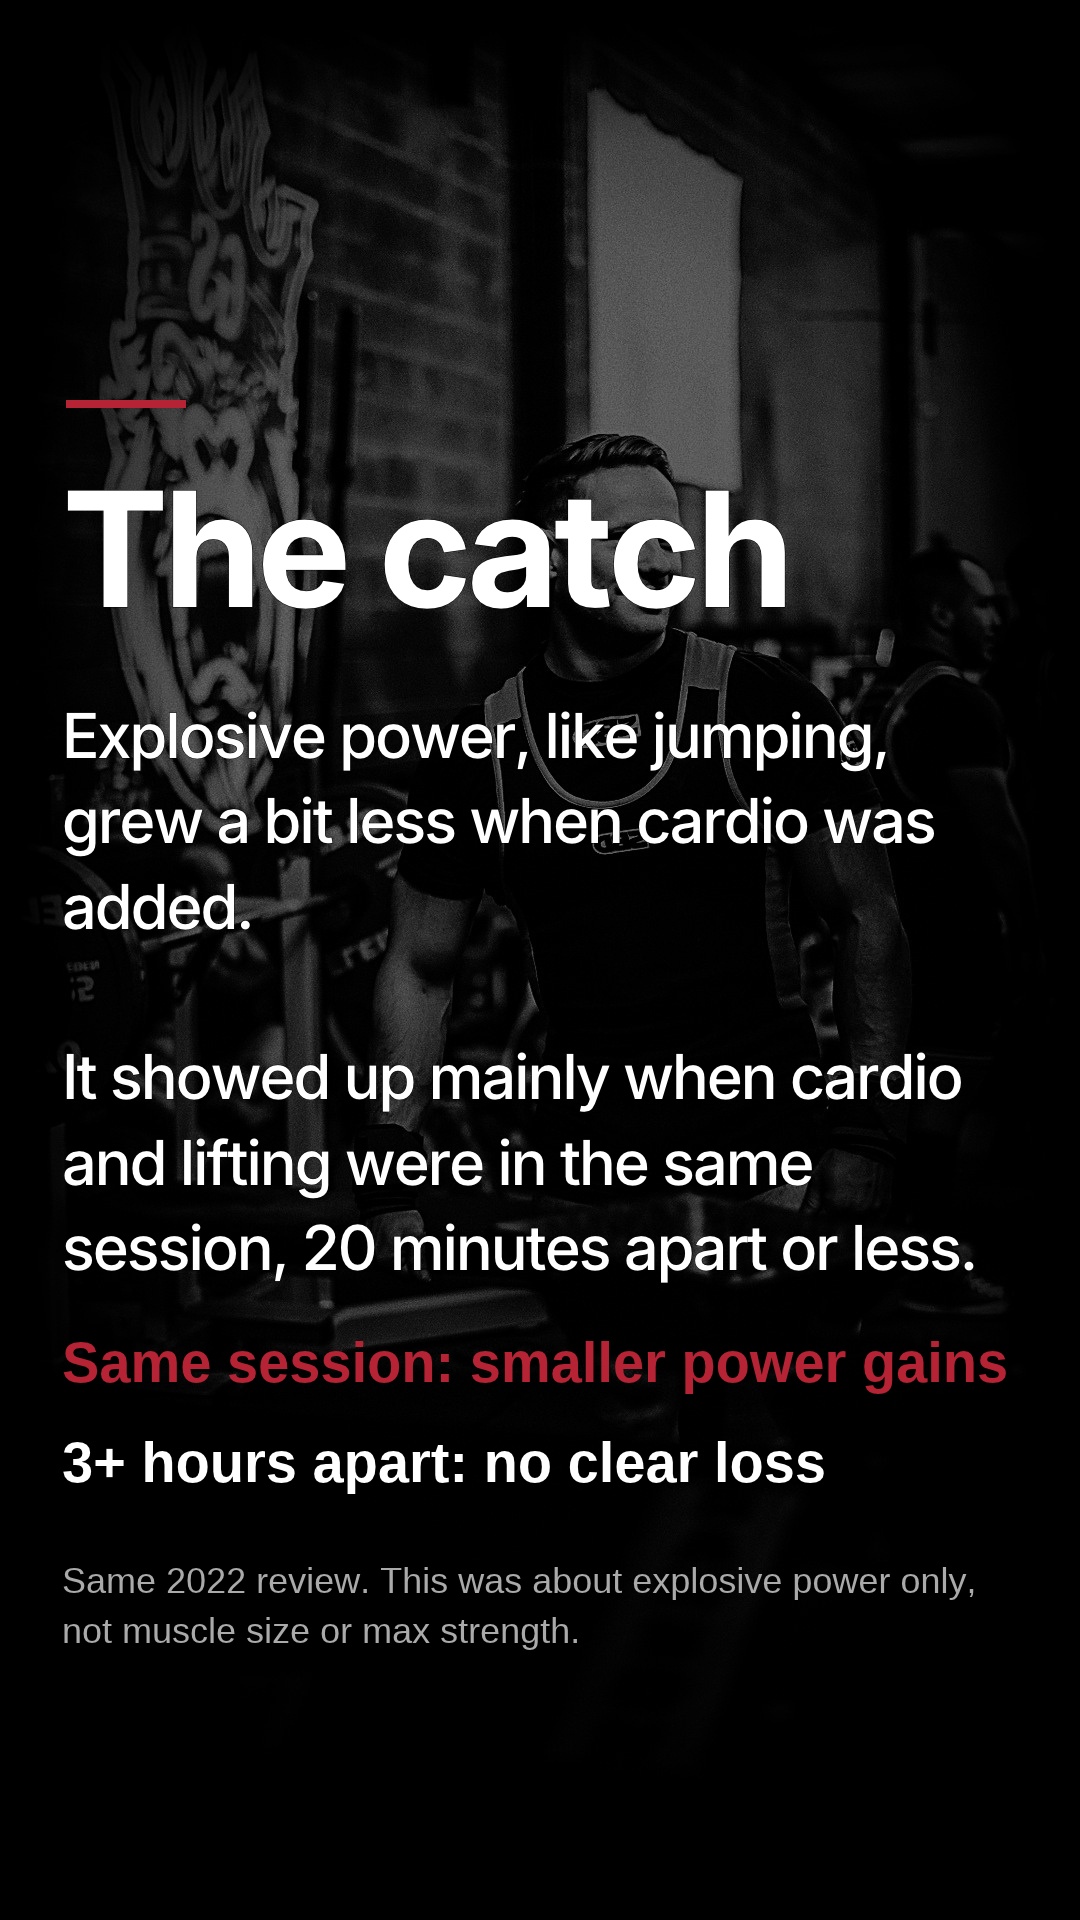 The catch
Explosive power, like jumping,
grew a bit less when cardio was
added.
It showed up mainly when cardio
and lifting were in the same
session, 20 minutes apart or less.
Same session: smaller power gains
3+ hours apart: no clear loss
Same 2022 review. This was about explosive power only,
not muscle size or max strength.